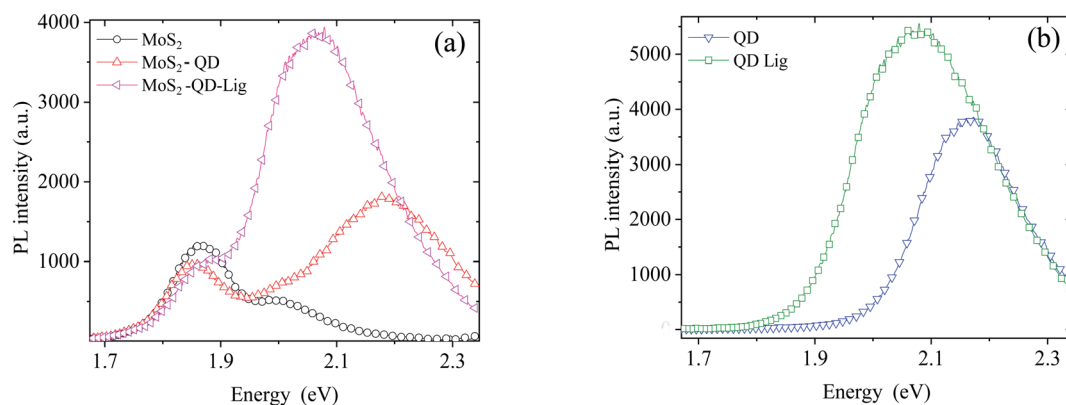 (a)
MoS₂
MoS₂ - QD
MoS₂ -QD-Lig
4000
3000
2000
1000
PL intensity (a.u.)
1.7 1.9 2.1 2.3
Energy (eV)
(b)
QD
QD Lig
5000
4000
3000
2000
1000
PL intensity (a.u.)
1.7 1.9 2.1 2.3
Energy (eV)